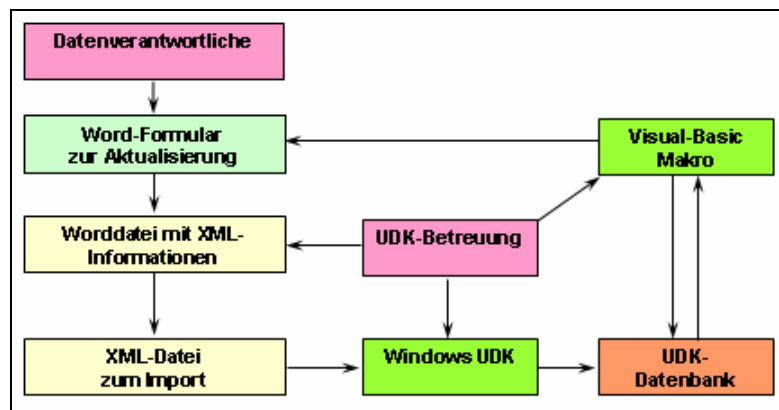 Datenverantwortliche
Word-Formular
zur Aktualisierung
Visual-Basic
Makro
Worddatei mit XML-
Informationen
UDK-Betreuung
XML-Datei
zum Import
Windows UDK
UDK-
Datenbank